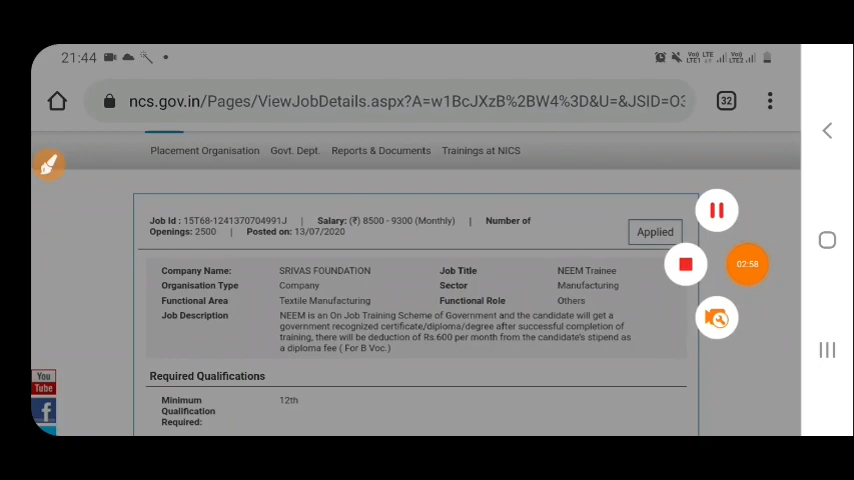 21:44
Voo) LTE LTE1 Voo) LTE2
ncs.gov.in/Pages/ViewJobDetails.aspx?A=w1BcJXzB%2BW4%3D&U=&JSID=O3
32
Placement Organisation Govt. Dept. Reports & Documents Trainings at NICS
Job Id : 15T68-1241370704991J | Salary: (₹) 8500 - 9300 (Monthly) | Number of
Openings: 2500 | Posted on: 13/07/2020
Applied
Company Name: SRIVAS FOUNDATION Job Title NEEM Trainee
Organisation Type Company Sector Manufacturing
Functional Area Textile Manufacturing Functional Role Others
Job Description NEEM is an On Job Training Scheme of Government and the candidate will get a
government recognized certificate/diploma/degree after successful completion of
training, there will be deduction of Rs.600 per month from the candidate's stipend as
a diploma fee ( For B Voc.)
02:58
Required Qualifications
Minimum 12th
Qualification
Required:
You
Tube
f